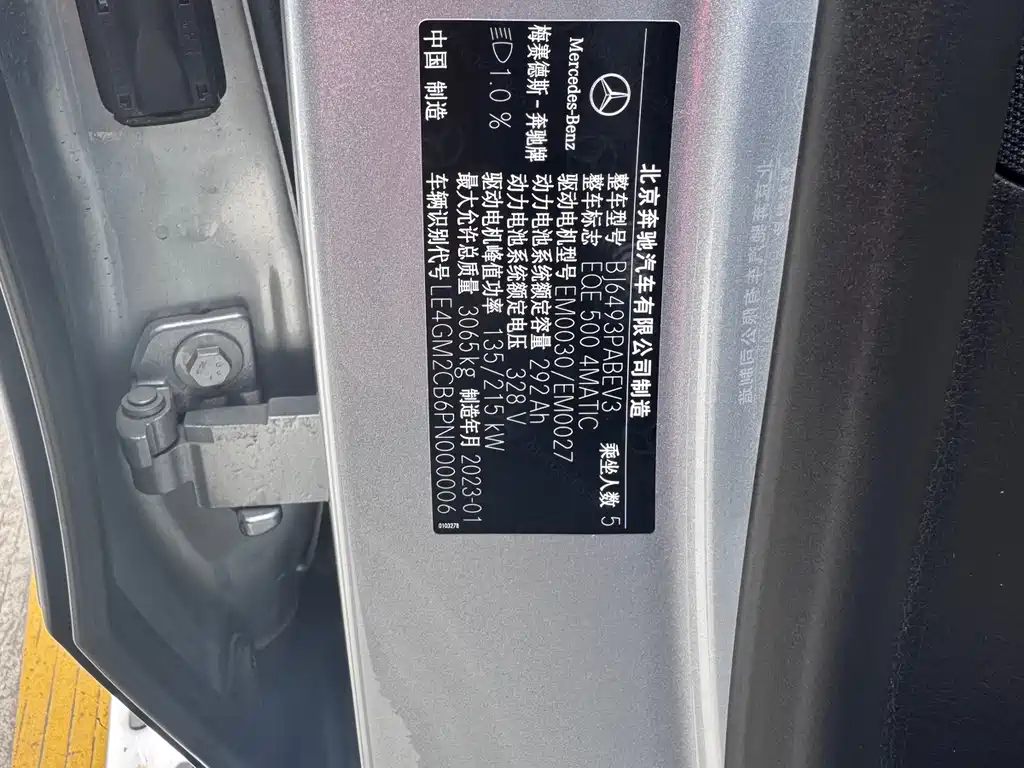 北京奔驰汽车有限公司制造
Mercedes-Benz
梅赛德斯-奔驰牌
1.0 %
中国 制造
整车型号 BJ6493PABEV3 乘坐人数 5
整车标志 EQE 500 4MATIC
驱动电机型号 EM0030/EM0027
动力电池系统额定容量 292 Ah
动力电池系统额定电压 328 V
驱动电机峰值功率 135/215 kW
最大允许总质量 3065kg 制造年月 2023-01
车辆识别代号 LE4GM2CB6PN000006
0103278